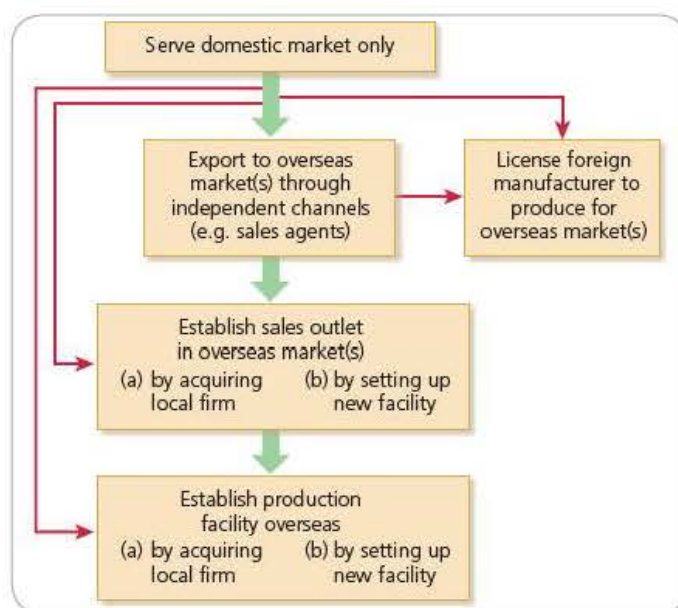 Serve domestic market only
Export to overseas
market(s) through
independent channels
(e.g. sales agents)
License foreign
manufacturer to
produce for
overseas market(s)
Establish sales outlet
in overseas market(s)
(a) by acquiring
local firm
(b) by setting up
new facility
Establish production
facility overseas
(a) by acquiring
local firm
(b) by setting up
new facility